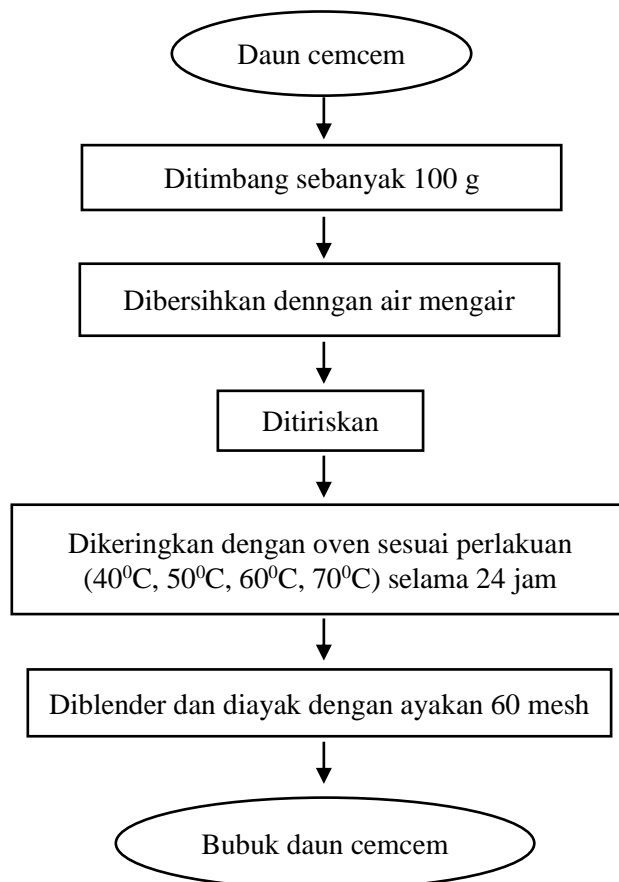 Daun cemcem
Ditimbang sebanyak 100 g
Dibersihkan denngan air mengair
Ditiriskan
Dikeringkan dengan oven sesuai perlakuan
(40⁰C, 50⁰C, 60⁰C, 70⁰C) selama 24 jam
Diblender dan diayak dengan ayakan 60 mesh
Bubuk daun cemcem